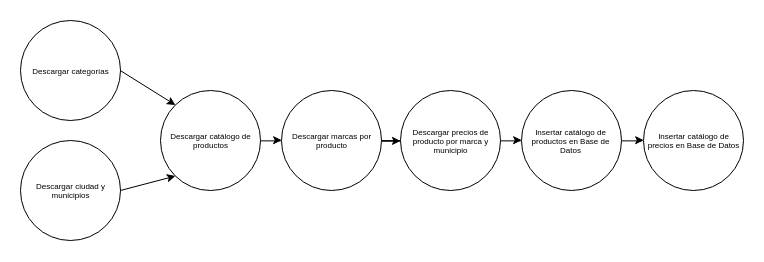 Descargar categorías
Descargar ciudad y
municipios
Descargar catálogo de
productos
Descargar marcas por
producto
Descargar precios de
producto por marca y
municipio
Insertar catálogo de
productos en Base de
Datos
Insertar catálogo de
precios en Base de Datos